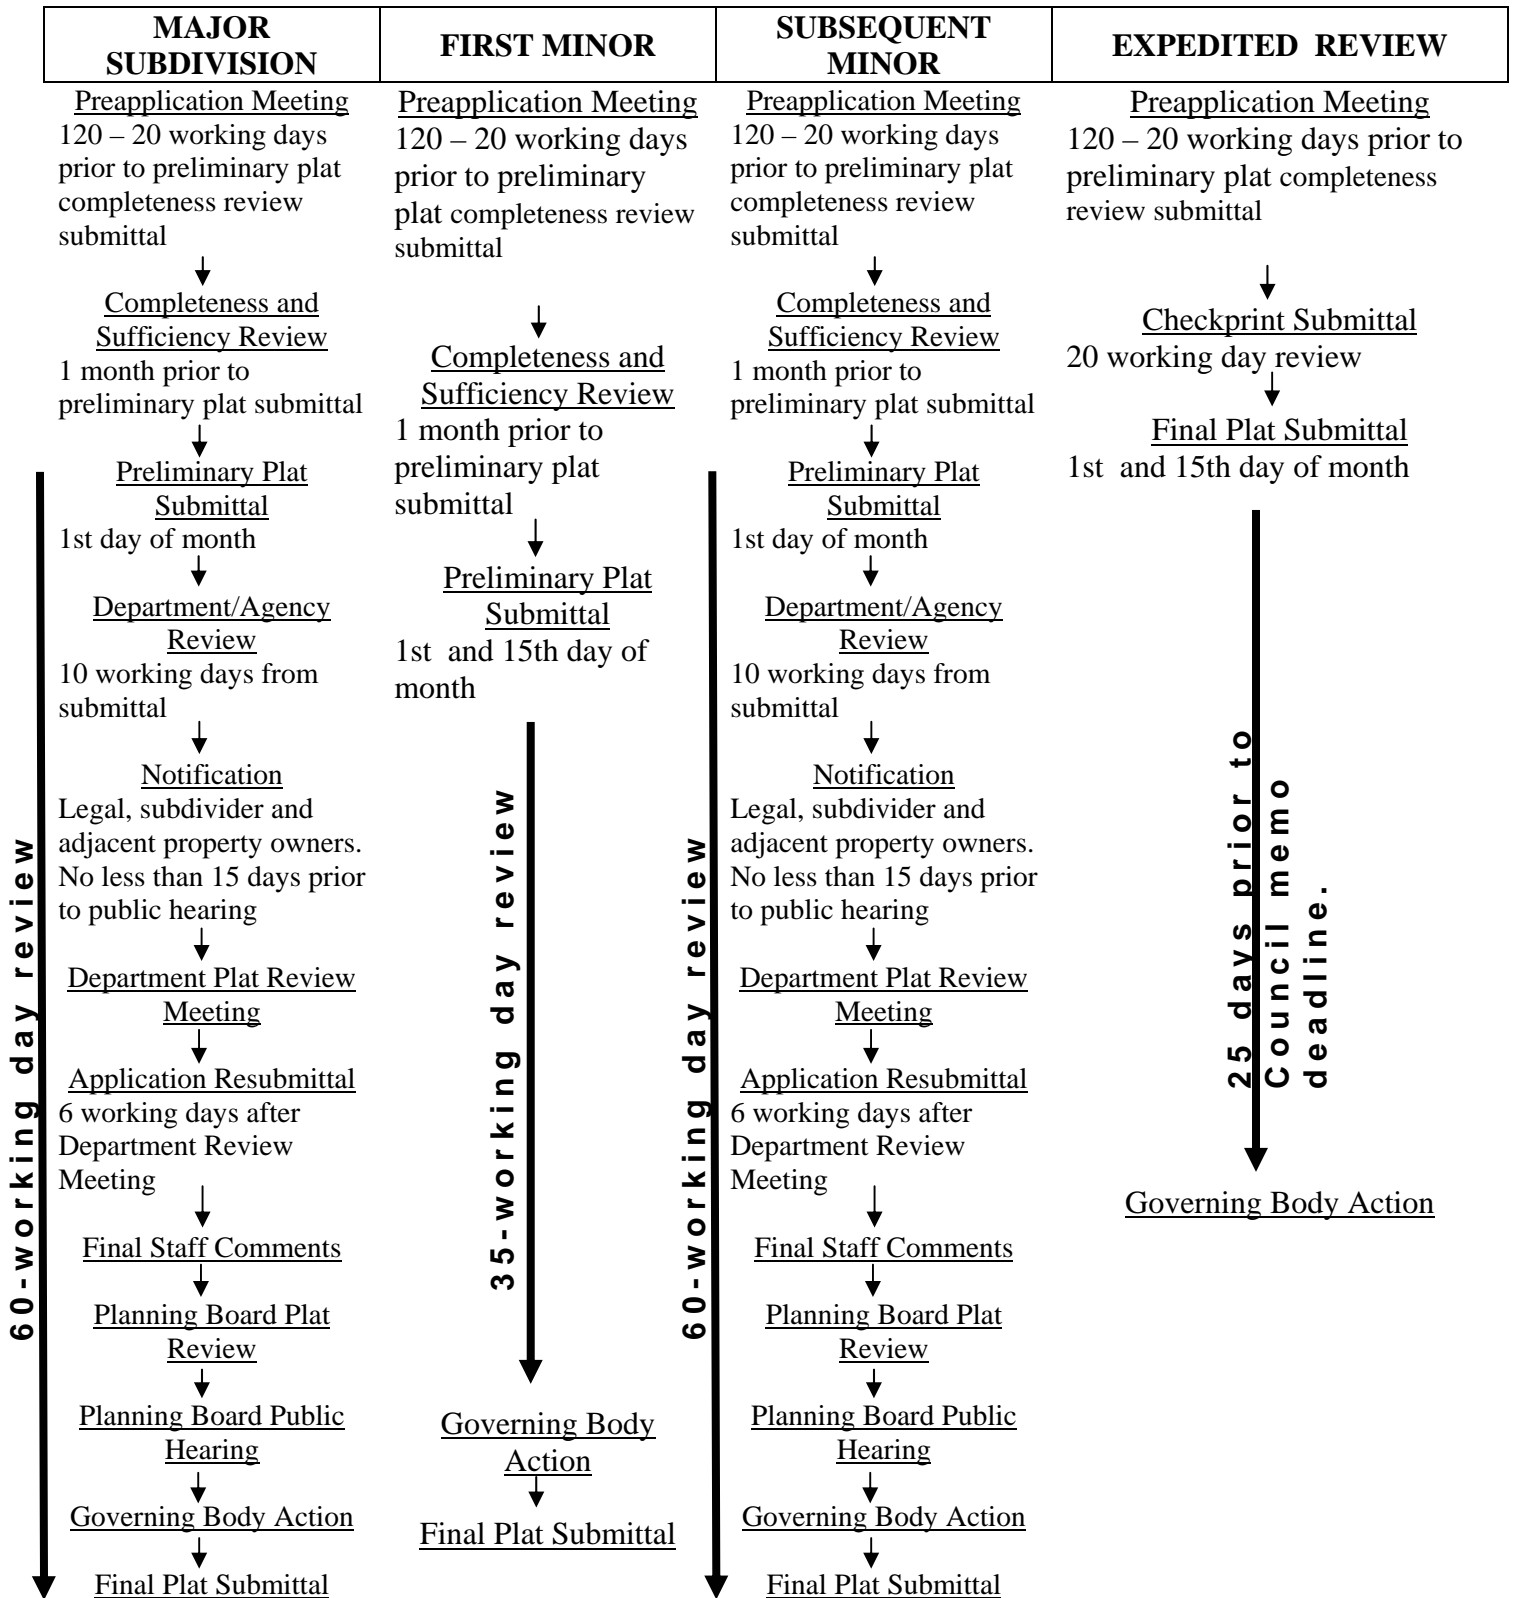 MAJOR
SUBDIVISION
Preapplication Meeting
120 – 20 working days
prior to preliminary plat
completeness review
submittal
Completeness and
Sufficiency Review
1 month prior to
preliminary plat submittal
Preliminary Plat
Submittal
1st day of month
Department/Agency
Review
10 working days from
submittal
Notification
Legal, subdivider and
adjacent property owners.
No less than 15 days prior
to public hearing
Department Plat Review
Meeting
Application Resubmittal
6 working days after
Department Review
Meeting
Final Staff Comments
Planning Board Plat
Review
Planning Board Public
Hearing
Governing Body Action
Final Plat Submittal
60-working day review
FIRST MINOR
Preapplication Meeting
120 – 20 working days
prior to preliminary
plat completeness review
submittal
Completeness and
Sufficiency Review
1 month prior to
preliminary plat
submittal
Preliminary Plat
Submittal
1st and 15th day of
month
35-working day review
Governing Body
Action
Final Plat Submittal
SUBSEQUENT
MINOR
Preapplication Meeting
120 – 20 working days
prior to preliminary plat
completeness review
submittal
Completeness and
Sufficiency Review
1 month prior to
preliminary plat submittal
Preliminary Plat
Submittal
1st day of month
Department/Agency
Review
10 working days from
submittal
Notification
Legal, subdivider and
adjacent property owners.
No less than 15 days prior
to public hearing
Department Plat Review
Meeting
Application Resubmittal
6 working days after
Department Review
Meeting
Final Staff Comments
Planning Board Plat
Review
Planning Board Public
Hearing
Governing Body Action
Final Plat Submittal
60-working day review
EXPEDITED REVIEW
Preapplication Meeting
120 – 20 working days prior to
preliminary plat completeness
review submittal
Checkprint Submittal
20 working day review
Final Plat Submittal
1st and 15th day of month
25 days prior to
Council memo
deadline.
Governing Body Action